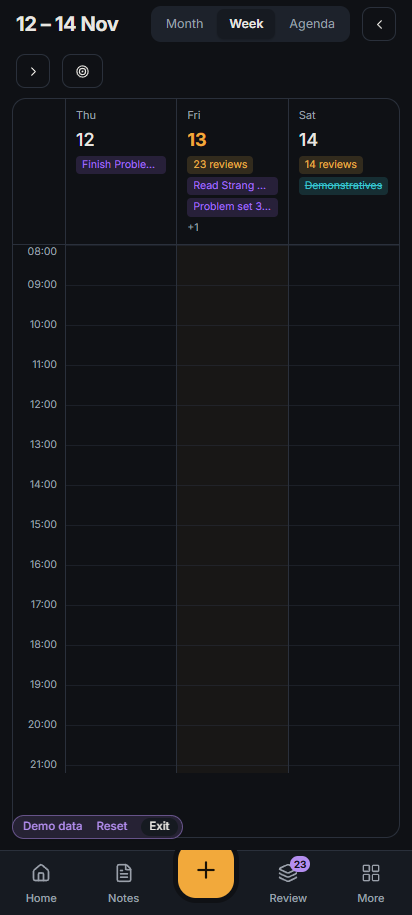 12 – 14 Nov
Month Week Agenda
Thu
12
Finish Proble...
Fri
13
23 reviews
Read Strang ...
Problem set 3...
+1
Sat
14
14 reviews
Demonstratives
08:00
09:00
10:00
11:00
12:00
13:00
14:00
15:00
16:00
17:00
18:00
19:00
20:00
21:00
Demo data Reset Exit
23
Home Notes Review More